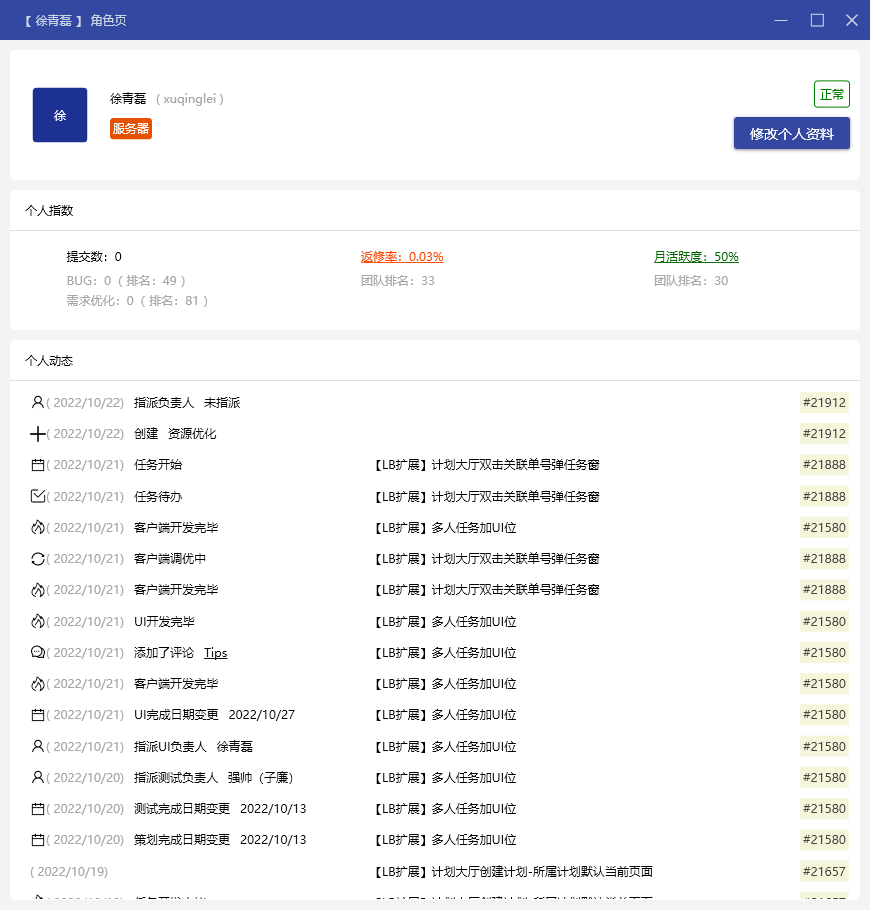 【 徐青磊 】 角色页
徐
徐青磊 ( xuqinglei )
服务器
正常
修改个人资料
个人指数
提交数：0
BUG：0（排名：49 ）
需求优化：0（排名：81 ）
返修率：0.03%
团队排名：33
月活跃度：50%
团队排名：30
个人动态
( 2022/10/22) 指派负责人 未指派 #21912
( 2022/10/22) 创建 资源优化 #21912
( 2022/10/21) 任务开始 【LB扩展】计划大厅双击关联单号弹任务窗 #21888
( 2022/10/21) 任务待办 【LB扩展】计划大厅双击关联单号弹任务窗 #21888
( 2022/10/21) 客户端开发完毕 【LB扩展】多人任务加UI位 #21580
( 2022/10/21) 客户端调优中 【LB扩展】计划大厅双击关联单号弹任务窗 #21888
( 2022/10/21) 客户端开发完毕 【LB扩展】计划大厅双击关联单号弹任务窗 #21888
( 2022/10/21) UI开发完毕 【LB扩展】多人任务加UI位 #21580
( 2022/10/21) 添加了评论 Tips 【LB扩展】多人任务加UI位 #21580
( 2022/10/21) 客户端开发完毕 【LB扩展】多人任务加UI位 #21580
( 2022/10/21) UI完成日期变更 2022/10/27 【LB扩展】多人任务加UI位 #21580
( 2022/10/21) 指派UI负责人 徐青磊 【LB扩展】多人任务加UI位 #21580
( 2022/10/20) 指派测试负责人 强帅（子廉） 【LB扩展】多人任务加UI位 #21580
( 2022/10/20) 测试完成日期变更 2022/10/13 【LB扩展】多人任务加UI位 #21580
( 2022/10/20) 策划完成日期变更 2022/10/13 【LB扩展】多人任务加UI位 #21580
( 2022/10/19) 【LB扩展】计划大厅创建计划-所属计划默认当前页面 #21657